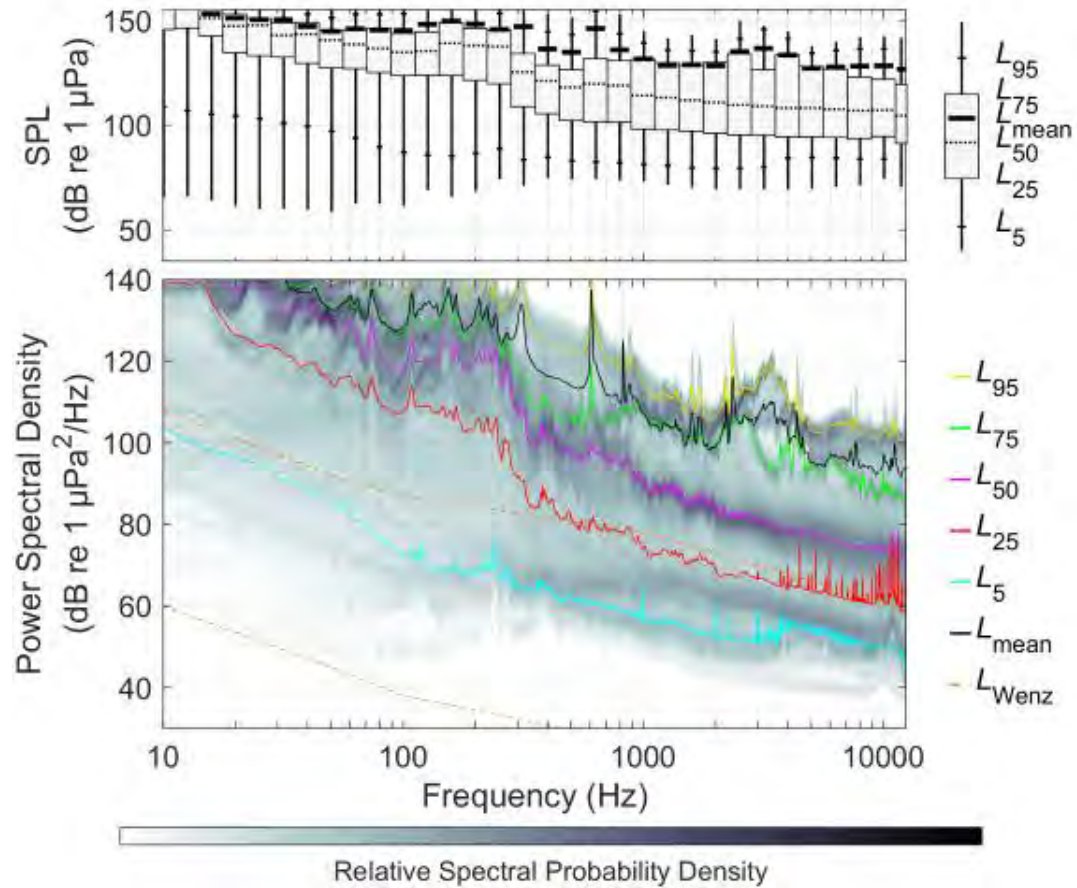 150
100
50
SPL
(dB re 1 µPa)
L95
L75
Lmean
L50
L25
L5
140
120
100
80
60
40
Power Spectral Density
(dB re 1 µPa²/Hz)
10
100
1000
10000
Frequency (Hz)
L95
L75
L50
L25
L5
Lmean
LWenz
Relative Spectral Probability Density